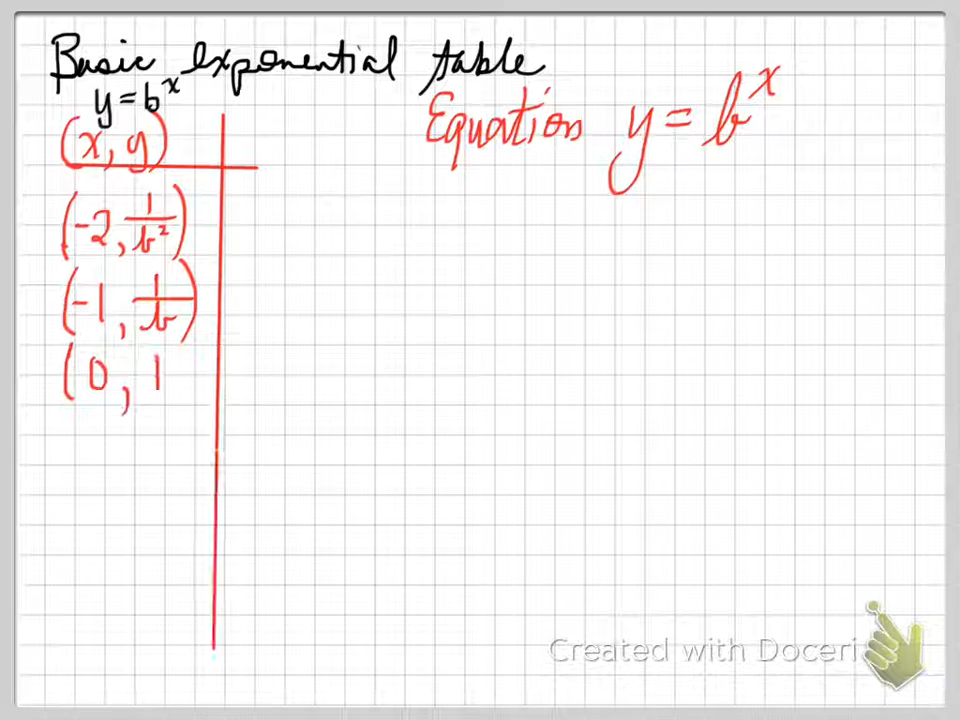 Basic exponential table
y = b^x
Equation y = b^x
(x, y)
(-2, 1/b²)
(-1, 1/b)
(0, 1
Created with Doceri